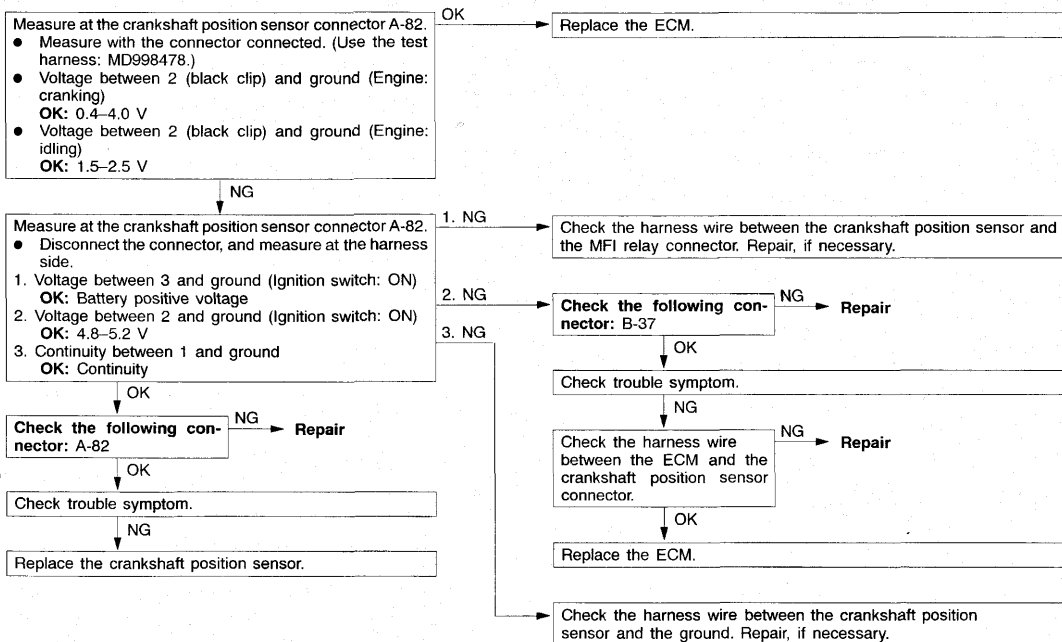 Measure at the crankshaft position sensor connector A-82.
● Measure with the connector connected. (Use the test
harness: MD998478.)
● Voltage between 2 (black clip) and ground (Engine:
cranking)
OK: 0.4–4.0 V
● Voltage between 2 (black clip) and ground (Engine:
idling)
OK: 1.5–2.5 V
OK
Replace the ECM.
NG
Measure at the crankshaft position sensor connector A-82.
● Disconnect the connector, and measure at the harness
side.
1. Voltage between 3 and ground (Ignition switch: ON)
OK: Battery positive voltage
2. Voltage between 2 and ground (Ignition switch: ON)
OK: 4.8–5.2 V
3. Continuity between 1 and ground
OK: Continuity
1. NG
Check the harness wire between the crankshaft position sensor and
the MFI relay connector. Repair, if necessary.
2. NG
Check the following con-
nector: B-37
NG
Repair
OK
Check trouble symptom.
NG
Check the harness wire
between the ECM and the
crankshaft position sensor
connector.
NG
Repair
OK
Replace the ECM.
3. NG
Check the harness wire between the crankshaft position
sensor and the ground. Repair, if necessary.
OK
Check the following con-
nector: A-82
NG
Repair
OK
Check trouble symptom.
NG
Replace the crankshaft position sensor.